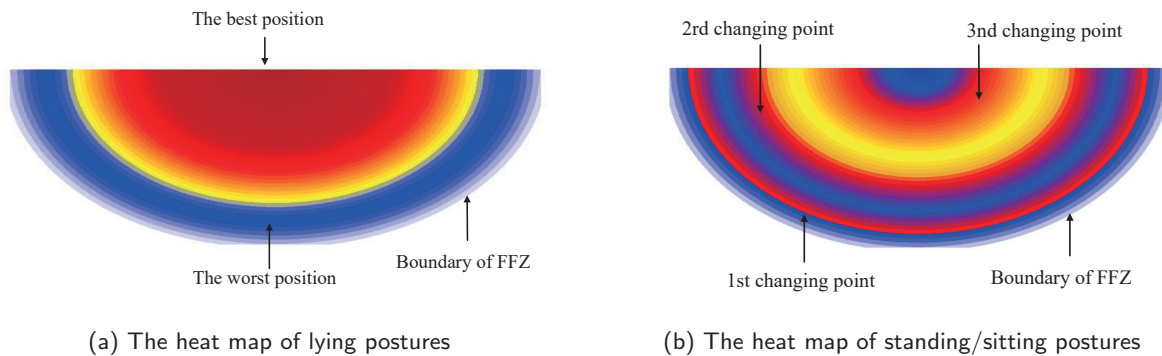 The best position
The worst position
Boundary of FFZ
(a) The heat map of lying postures
2rd changing point
3nd changing point
1st changing point
Boundary of FFZ
(b) The heat map of standing/sitting postures